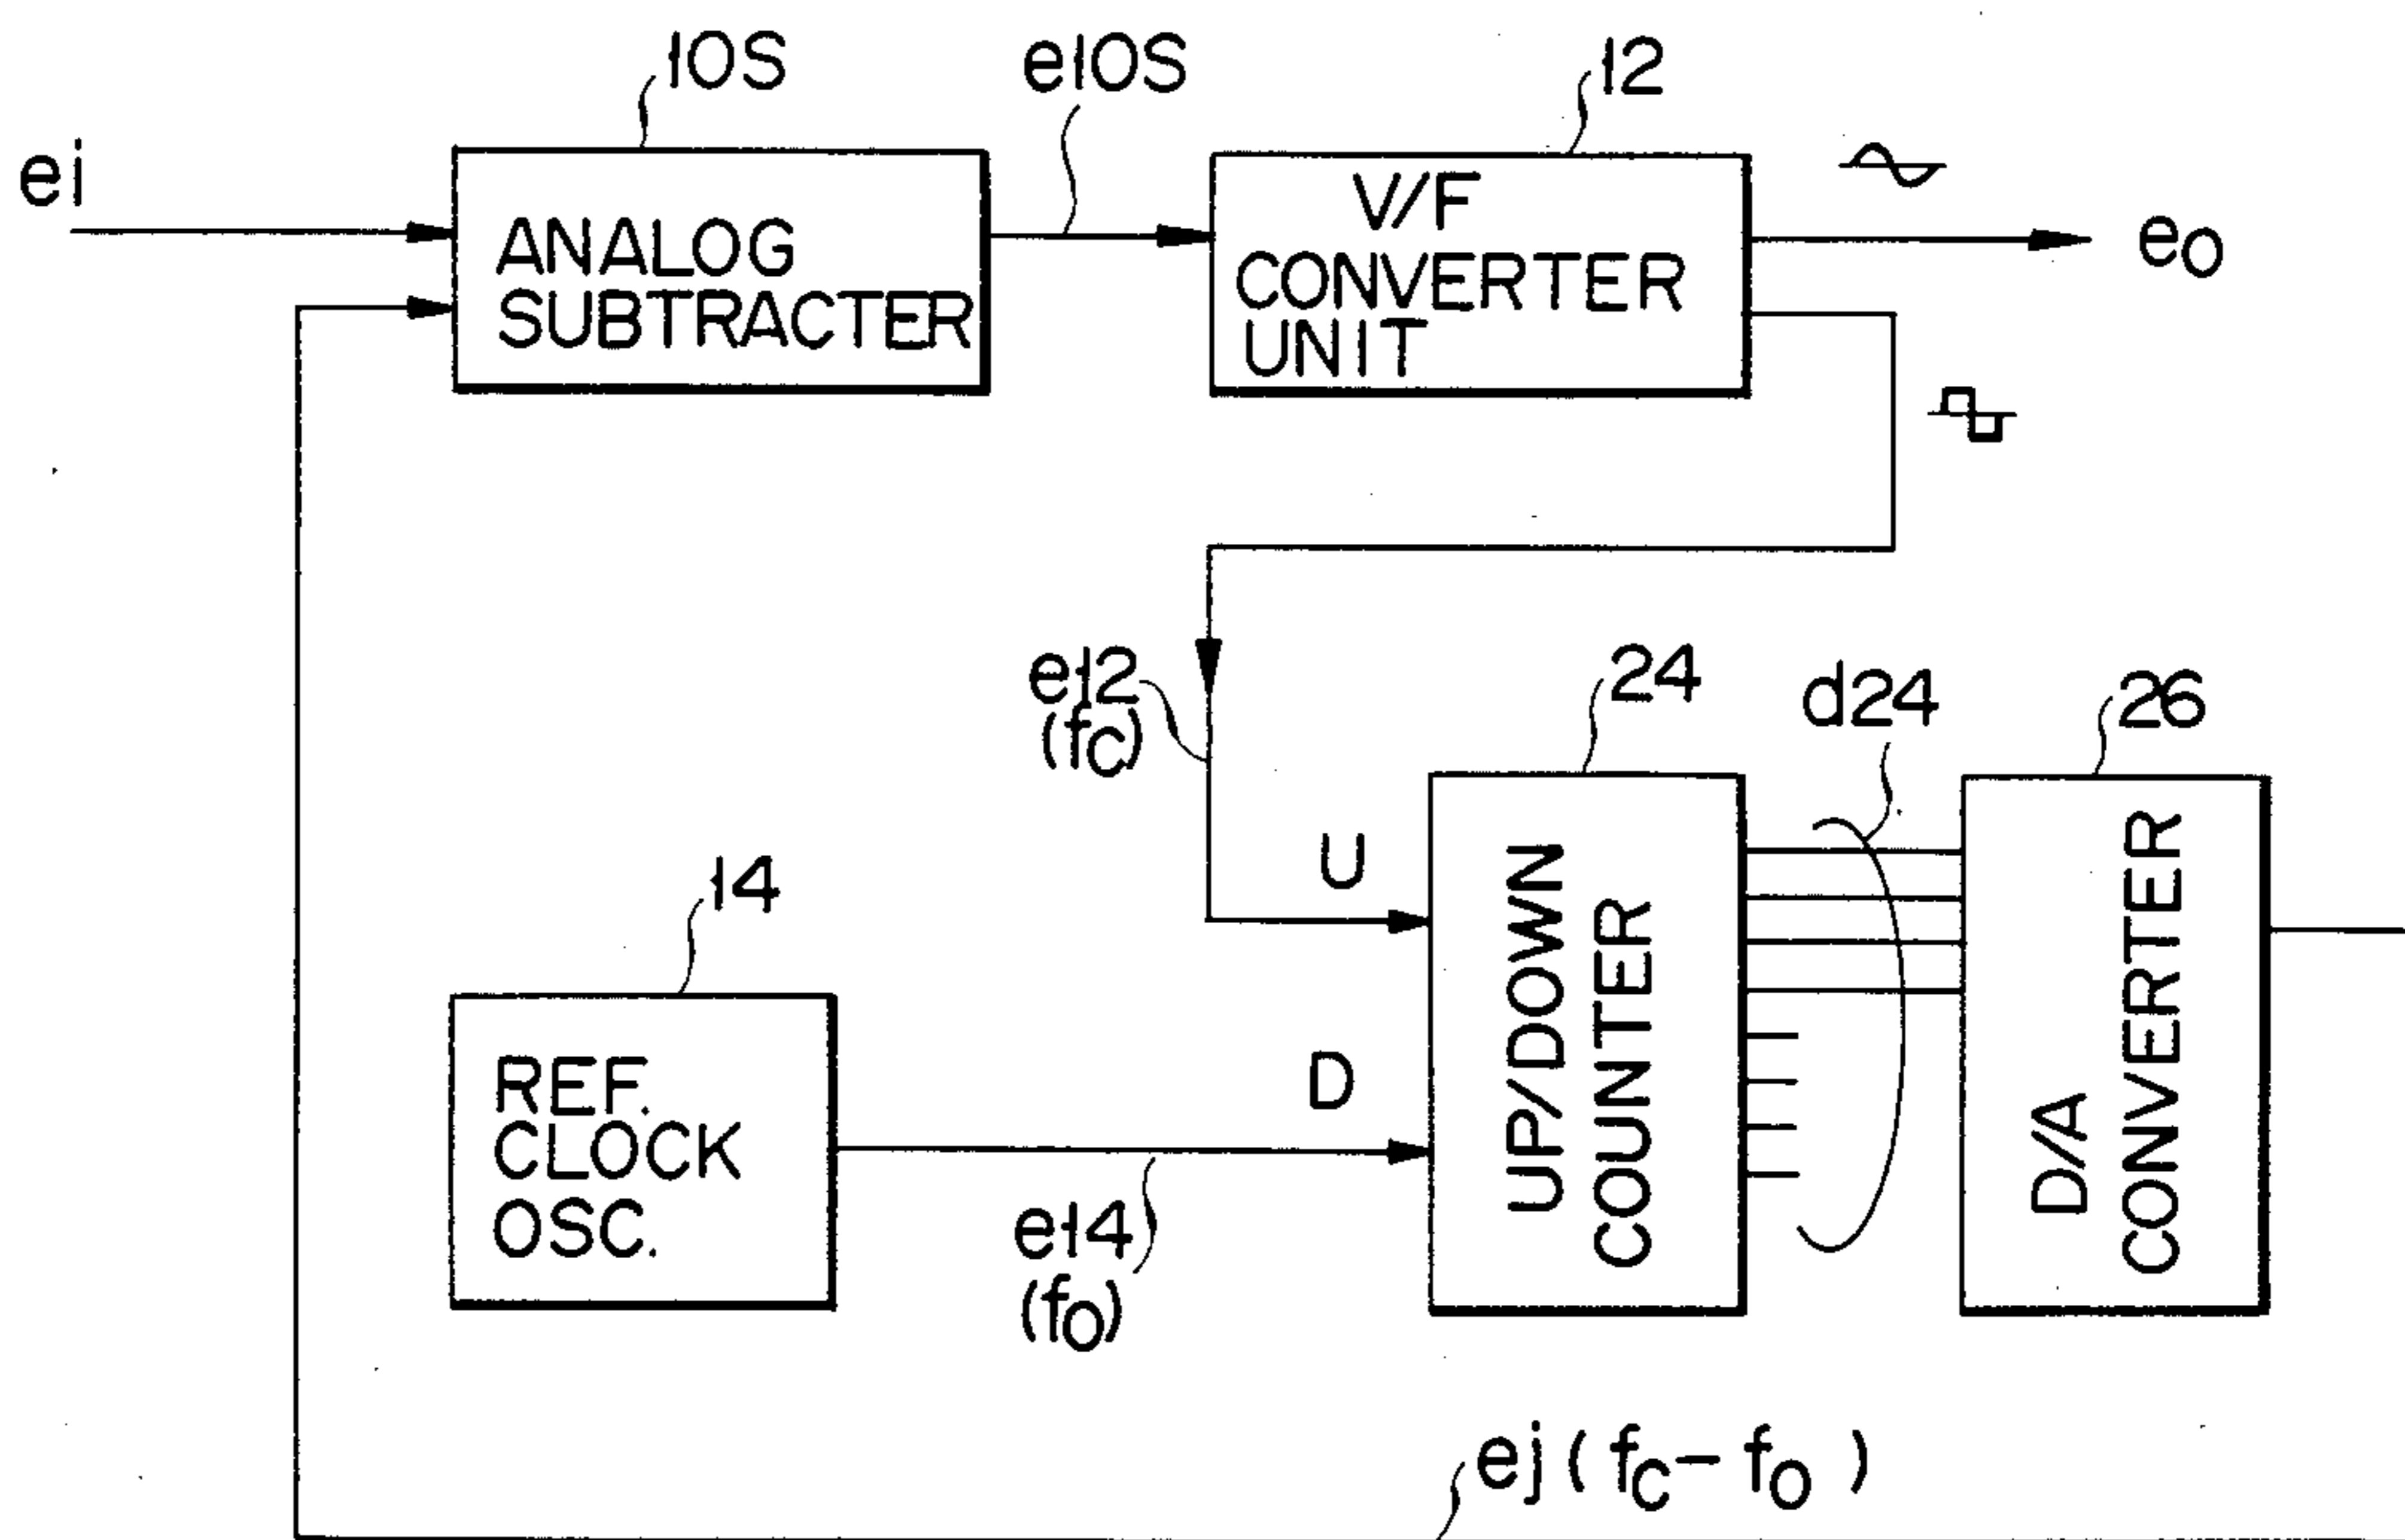 10S
e10S
12
ei
ANALOG
SUBTRACTER
V/F
CONVERTER
UNIT
eo
e12
(fc)
24
d24
26
U
14
REF.
CLOCK
OSC.
D
e14
(fo)
UP/DOWN
COUNTER
D/A
CONVERTER
ej (fc- fo )